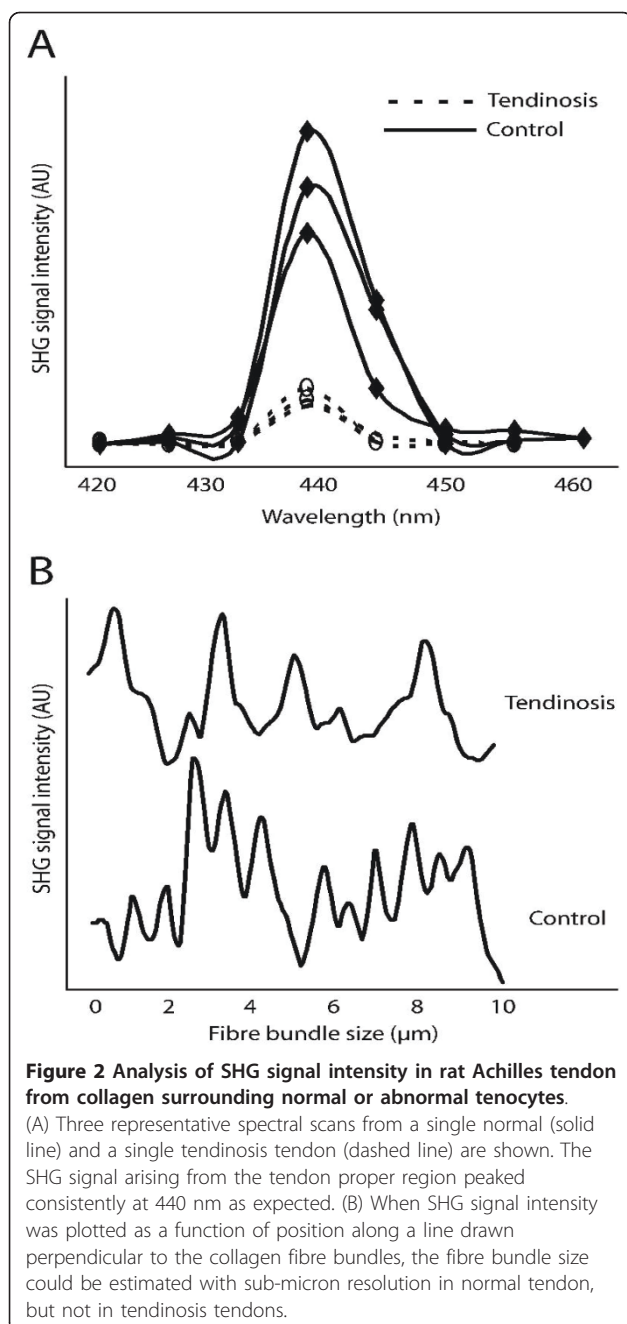 A
SHG signal intensity (AU)
Tendinosis
Control
420 430 440 450 460
Wavelength (nm)
B
SHG signal intensity (AU)
Tendinosis
Control
0 2 4 6 8 10
Fibre bundle size (μm)
Figure 2 Analysis of SHG signal intensity in rat Achilles tendon
from collagen surrounding normal or abnormal tenocytes.
(A) Three representative spectral scans from a single normal (solid
line) and a single tendinosis tendon (dashed line) are shown. The
SHG signal arising from the tendon proper region peaked
consistently at 440 nm as expected. (B) When SHG signal intensity
was plotted as a function of position along a line drawn
perpendicular to the collagen fibre bundles, the fibre bundle size
could be estimated with sub-micron resolution in normal tendon,
but not in tendinosis tendons.